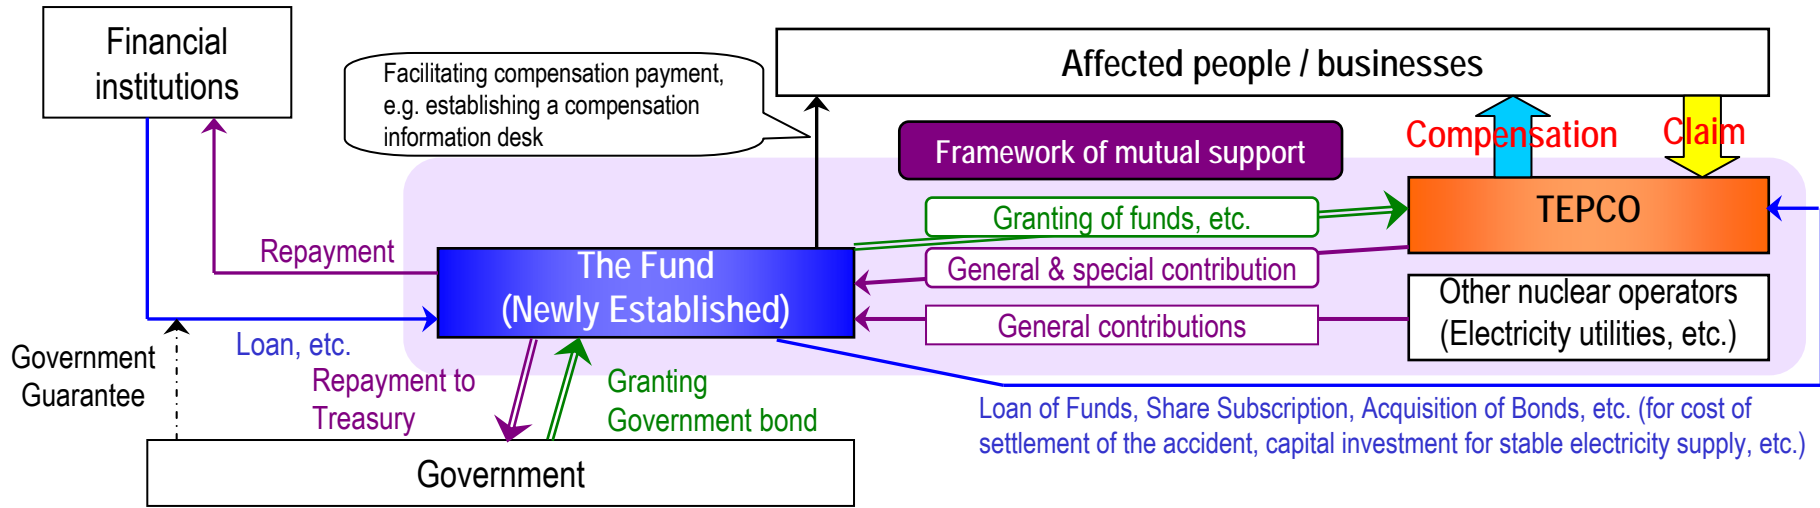 Financial
institutions
Facilitating compensation payment,
e.g. establishing a compensation
information desk
Affected people / businesses
Compensation
Claim
Framework of mutual support
TEPCO
Granting of funds, etc.
Repayment
The Fund
(Newly Established)
General & special contribution
General contributions
Other nuclear operators
(Electricity utilities, etc.)
Government
Guarantee
Loan, etc.
Repayment to
Treasury
Granting
Government bond
Loan of Funds, Share Subscription, Acquisition of Bonds, etc. (for cost of
settlement of the accident, capital investment for stable electricity supply, etc.)
Government